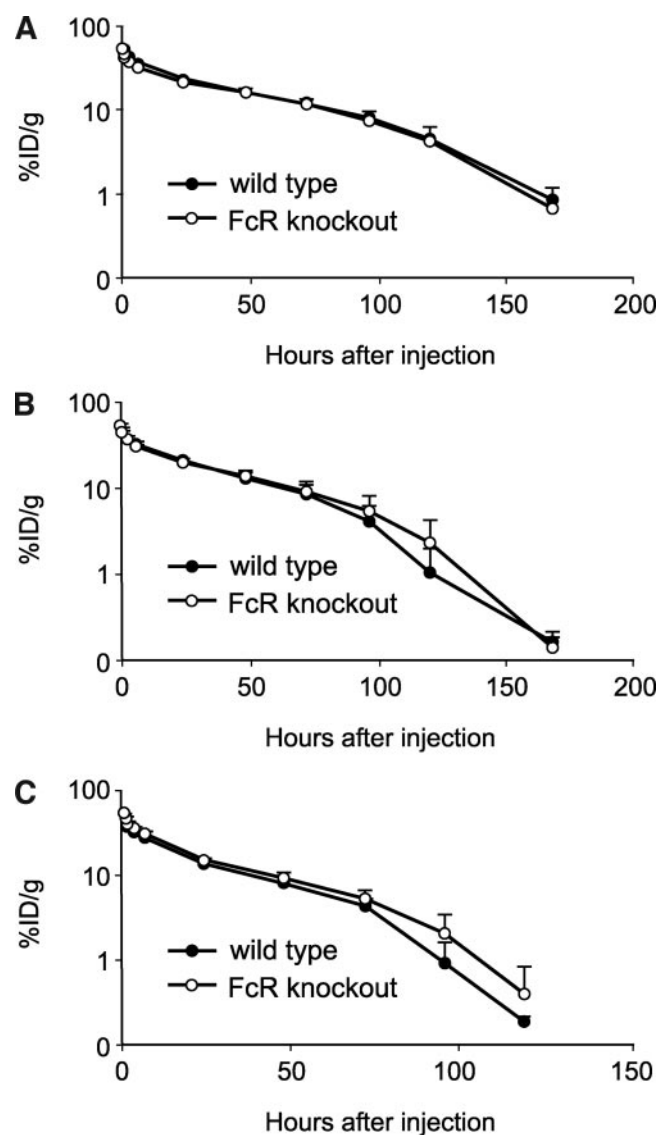 A
100
10
1
0
%ID/g
wild type
FcR knockout
0 50 100 150 200
Hours after injection
B
100
10
1
0
%ID/g
wild type
FcR knockout
0 50 100 150 200
Hours after injection
C
100
10
1
0
%ID/g
wild type
FcR knockout
0 50 100 150
Hours after injection